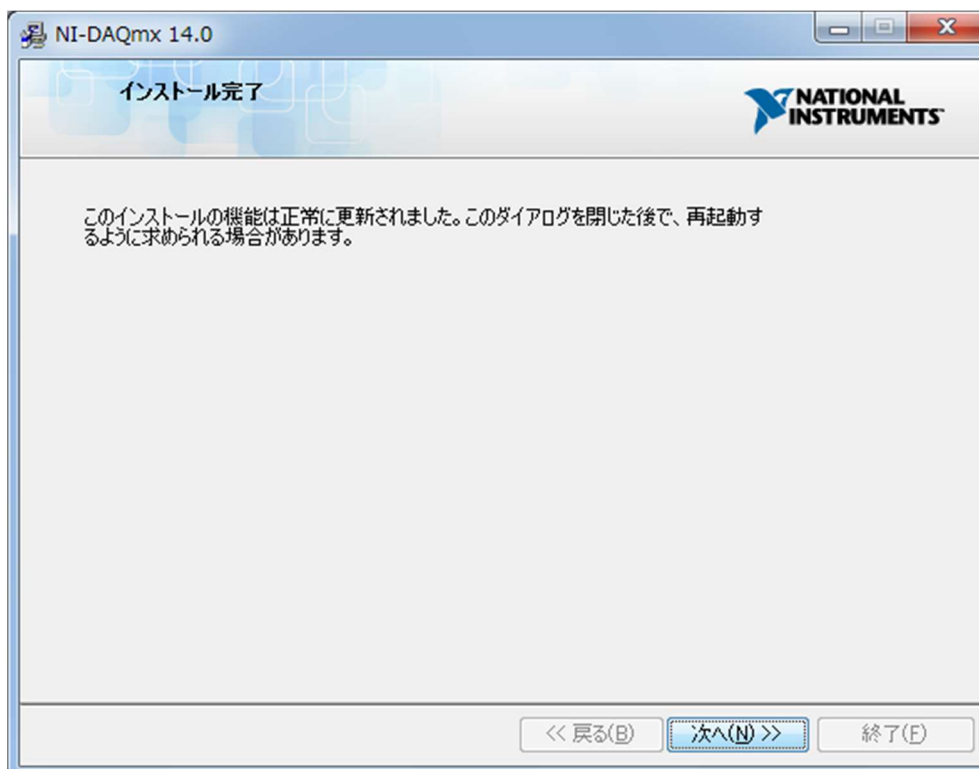 NI-DAQmx 14.0
インストール完了
NATIONAL
INSTRUMENTS™
このインストールの機能は正常に更新されました。このダイアログを閉じた後で、再起動す
るように求められる場合があります。
<< 戻る(B)
次へ(N) >>
終了(F)